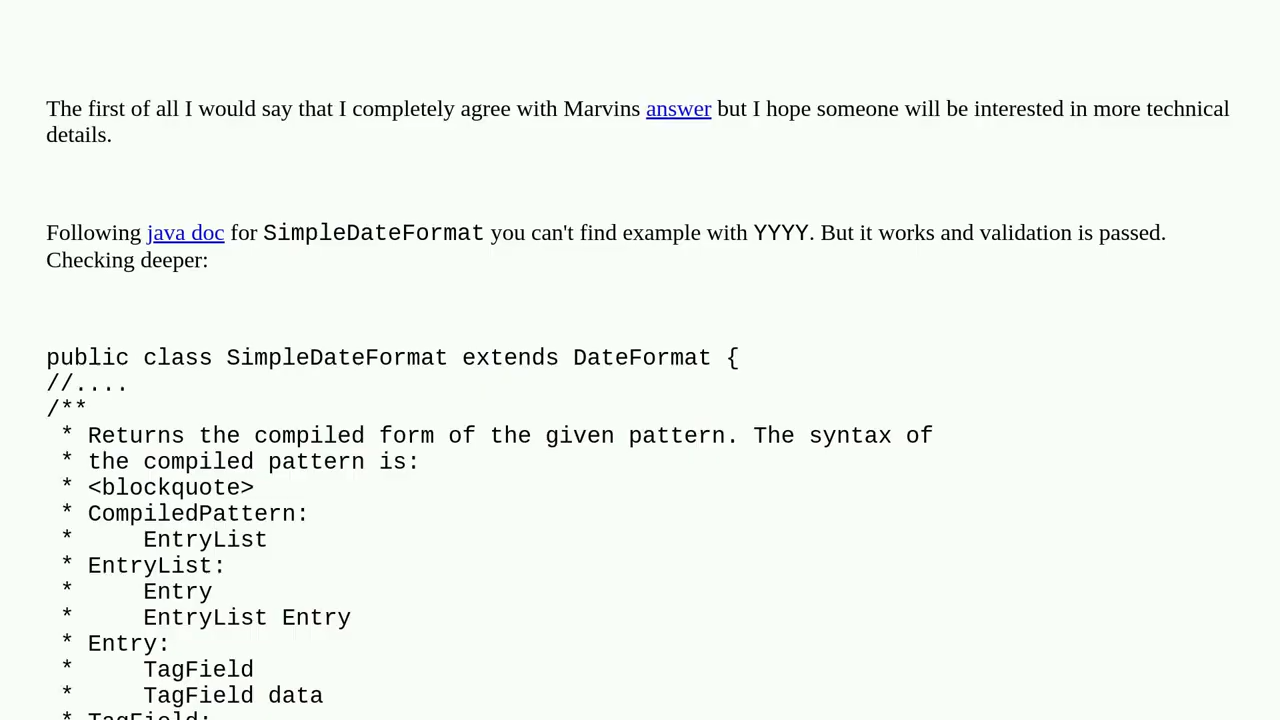 The first of all I would say that I completely agree with Marvins answer but I hope someone will be interested in more technical
details.
Following java doc for SimpleDateFormat you can't find example with YYYY. But it works and validation is passed.
Checking deeper:
public class SimpleDateFormat extends DateFormat {
//....
/**
 * Returns the compiled form of the given pattern. The syntax of
 * the compiled pattern is:
 * <blockquote>
 * CompiledPattern:
 *     EntryList
 * EntryList:
 *     Entry
 *     EntryList Entry
 * Entry:
 *     TagField
 *     TagField data
 * TagField: